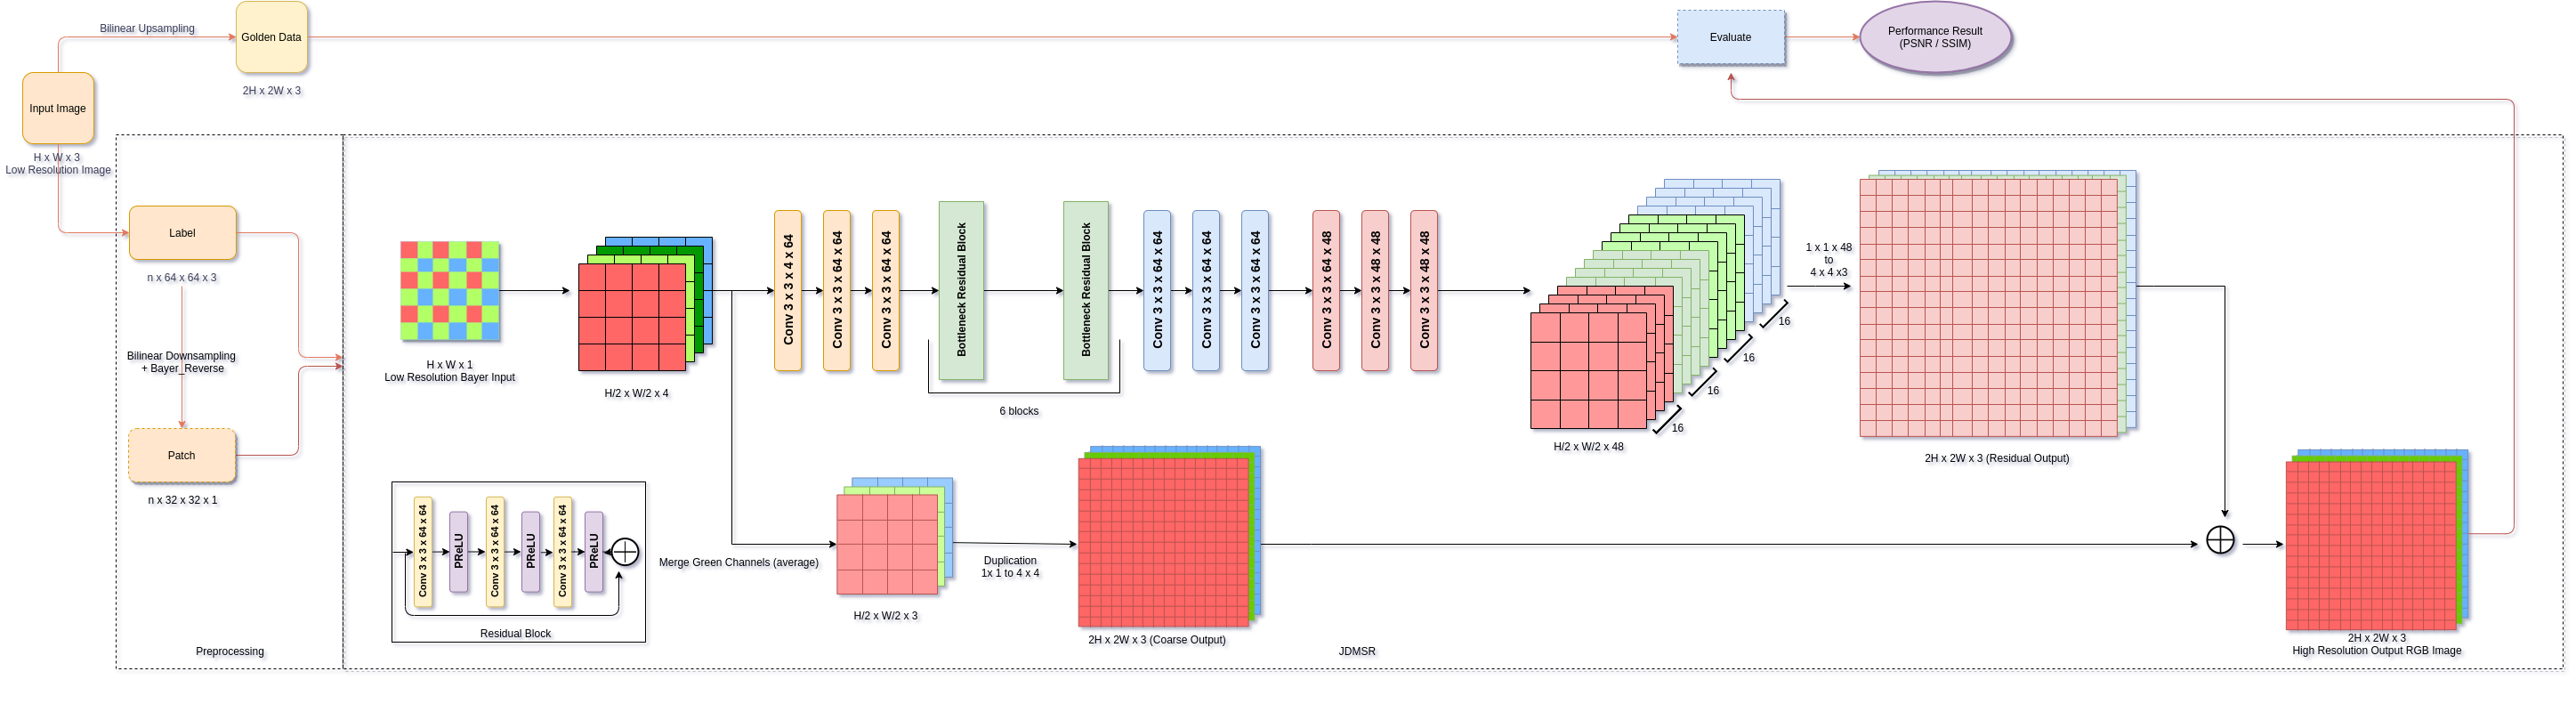 Bilinear Upsampling
Golden Data
2H x 2W x 3
Evaluate
Performance Result
(PSNR / SSIM)
Input Image
H x W x 3
Low Resolution Image
Label
n x 64 x 64 x 3
Bilinear Downsampling
+ Bayer_Reverse
Patch
n x 32 x 32 x 1
Preprocessing
H x W x 1
Low Resolution Bayer Input
H/2 x W/2 x 4
Conv 3 x 3 x 4 x 64
Conv 3 x 3 x 64 x 64
Conv 3 x 3 x 64 x 64
Bottleneck Residual Block
Bottleneck Residual Block
6 blocks
Conv 3 x 3 x 64 x 64
Conv 3 x 3 x 64 x 64
Conv 3 x 3 x 64 x 64
Conv 3 x 3 x 64 x 48
Conv 3 x 3 x 48 x 48
Conv 3 x 3 x 48 x 48
16
16
16
16
H/2 x W/2 x 48
1 x 1 x 48
to
4 x 4 x3
2H x 2W x 3 (Residual Output)
Conv 3 x 3 x 64 x 64
PReLU
Conv 3 x 3 x 64 x 64
PReLU
Conv 3 x 3 x 64 x 64
PReLU
Residual Block
Merge Green Channels (average)
H/2 x W/2 x 3
Duplication
1x 1 to 4 x 4
2H x 2W x 3 (Coarse Output)
JDMSR
2H x 2W x 3
High Resolution Output RGB Image